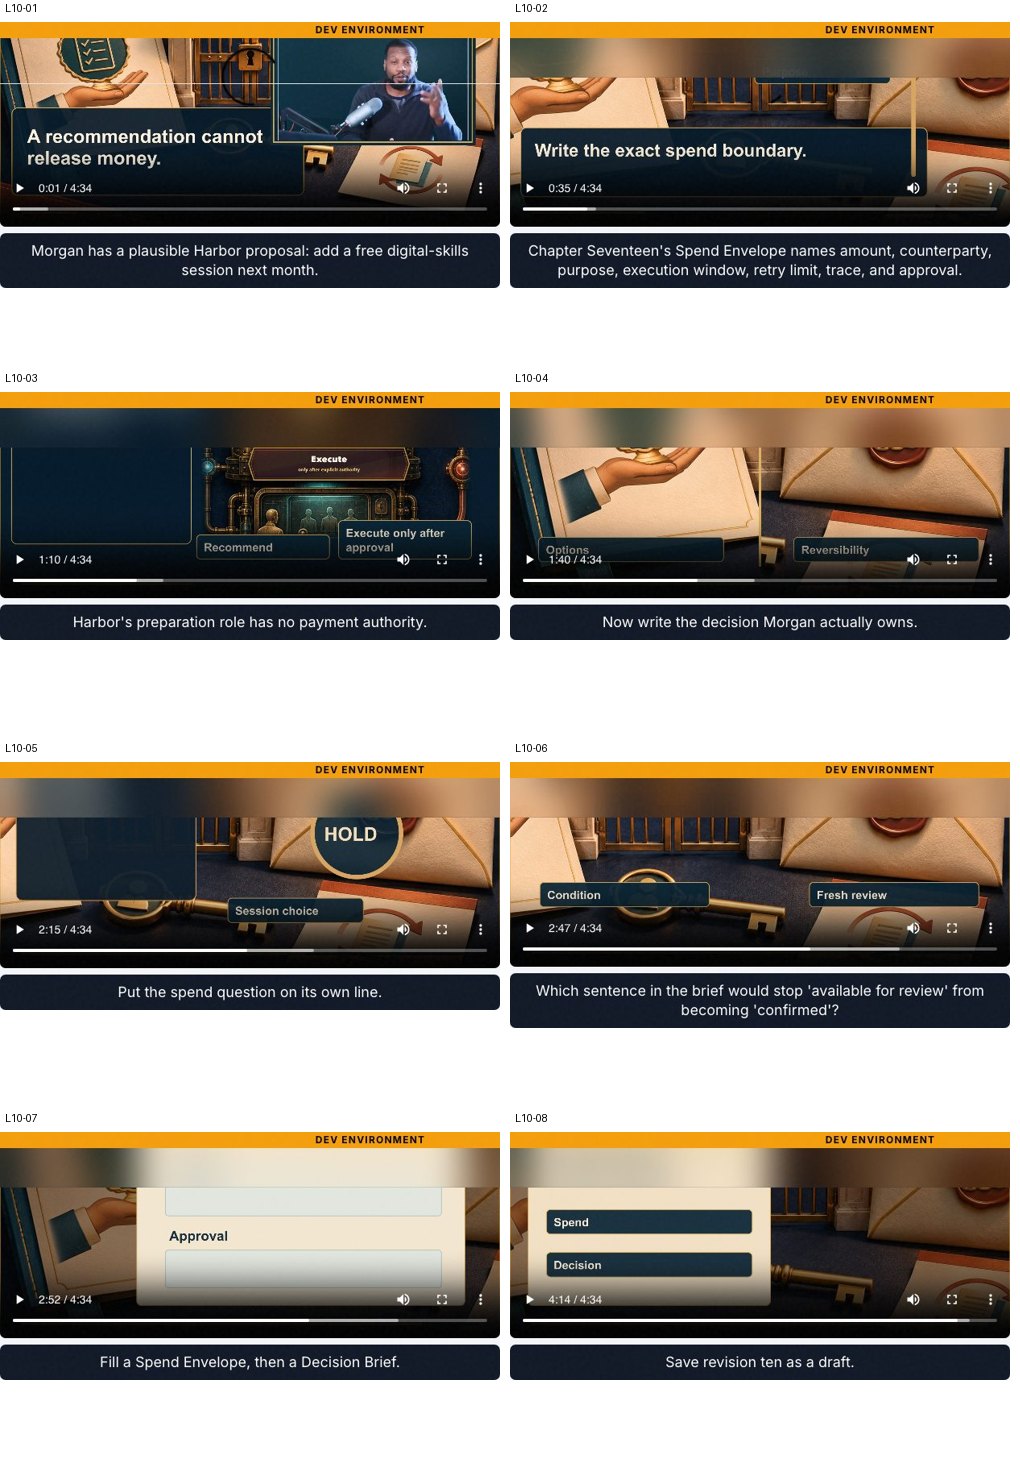 L10-01
DEV ENVIRONMENT
A recommendation cannot
release money.
0:01 / 4:34
Morgan has a plausible Harbor proposal: add a free digital-skills
session next month.
L10-02
DEV ENVIRONMENT
Purpose
Write the exact spend boundary.
0:35 / 4:34
Chapter Seventeen's Spend Envelope names amount, counterparty,
purpose, execution window, retry limit, trace, and approval.
L10-03
DEV ENVIRONMENT
Execute
only after explicit authority
Recommend
Execute only after
approval
1:10 / 4:34
Harbor's preparation role has no payment authority.
L10-04
DEV ENVIRONMENT
Options
Reversibility
1:40 / 4:34
Now write the decision Morgan actually owns.
L10-05
DEV ENVIRONMENT
HOLD
Session choice
2:15 / 4:34
Put the spend question on its own line.
L10-06
DEV ENVIRONMENT
Condition
Fresh review
2:47 / 4:34
Which sentence in the brief would stop 'available for review' from
becoming 'confirmed'?
L10-07
DEV ENVIRONMENT
Approval
2:52 / 4:34
Fill a Spend Envelope, then a Decision Brief.
L10-08
DEV ENVIRONMENT
Spend
Decision
4:14 / 4:34
Save revision ten as a draft.